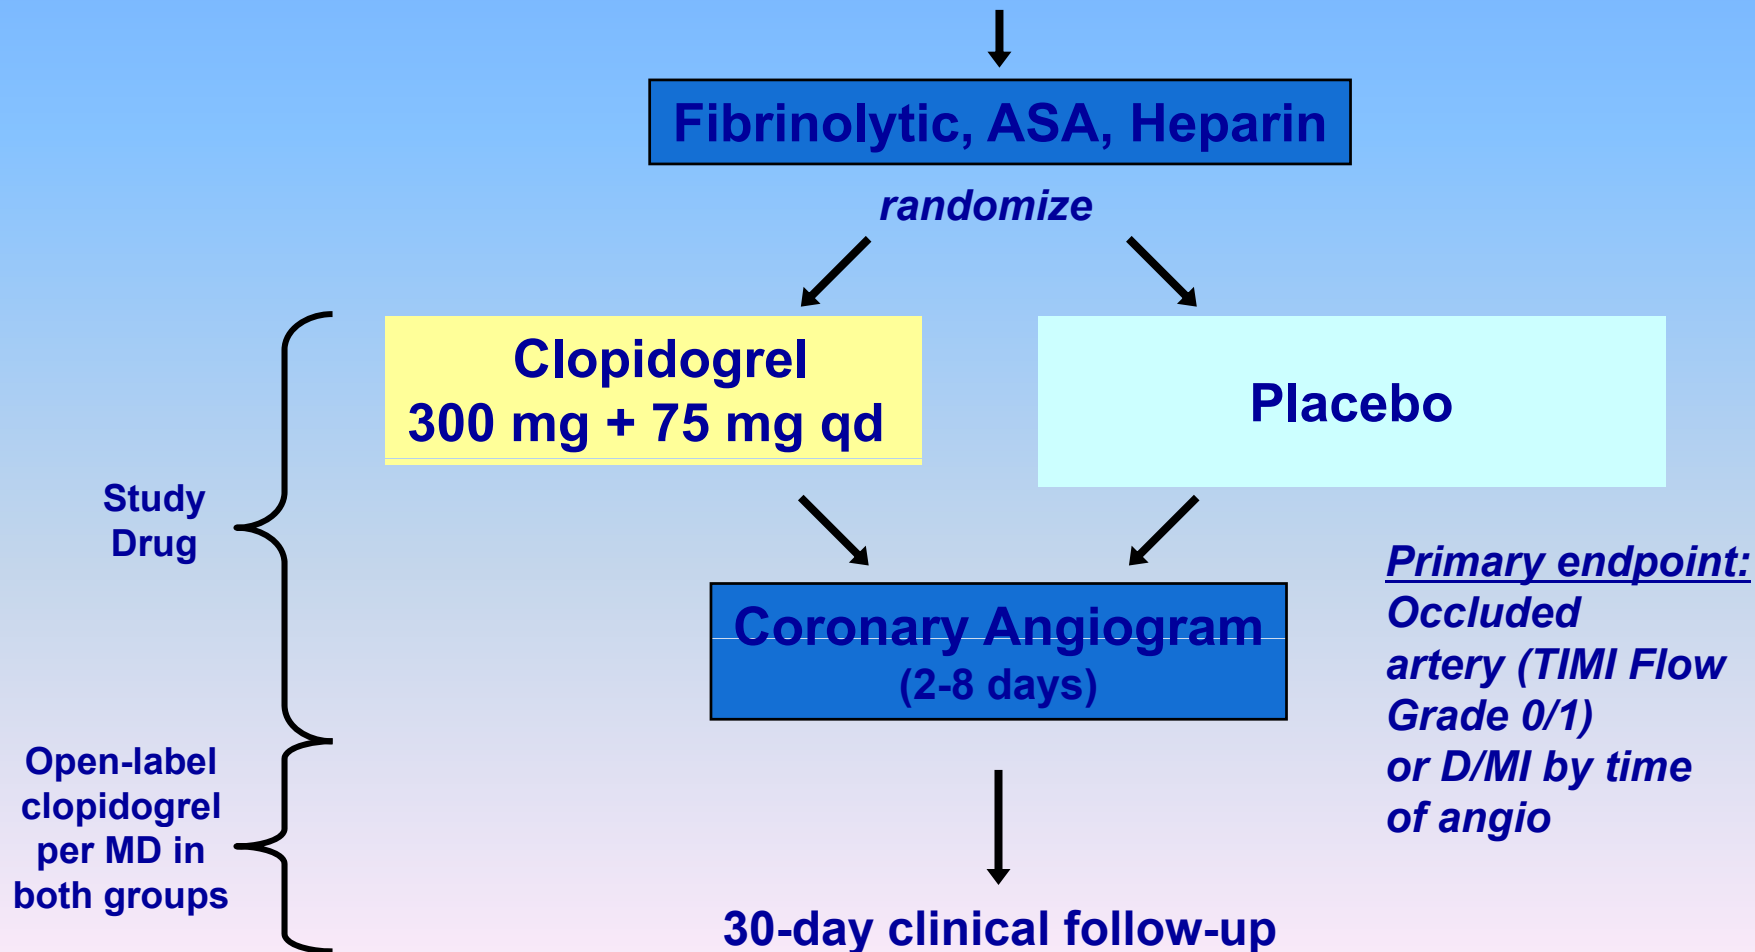 Fibrinolytic, ASA, Heparin
randomize
Clopidogrel
300 mg + 75 mg qd
Placebo
Study
Drug
Coronary Angiogram
(2-8 days)
Primary endpoint:
Occluded
artery (TIMI Flow
Grade 0/1)
or D/MI by time
of angio
Open-label
clopidogrel
per MD in
both groups
30-day clinical follow-up